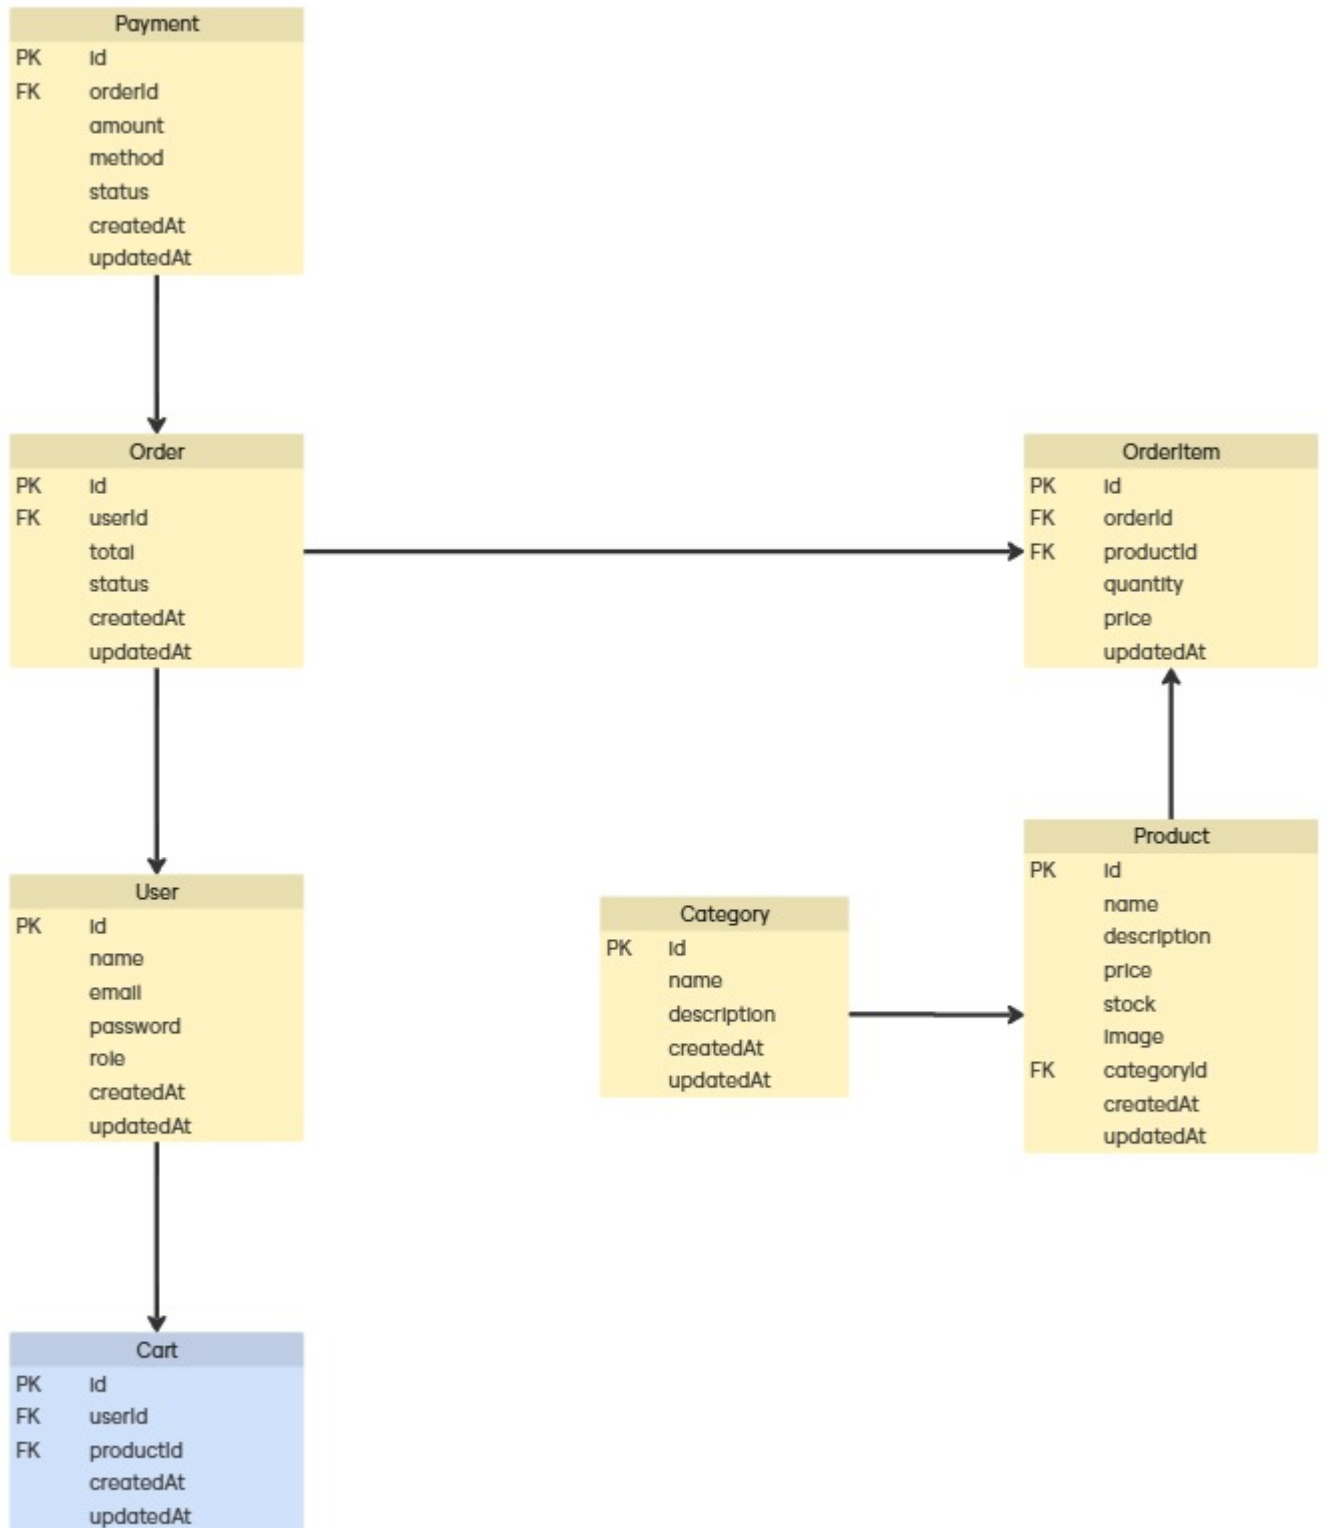 Payment
PK id
FK orderId
amount
method
status
createdAt
updatedAt
Order
PK id
FK userId
total
status
createdAt
updatedAt
OrderItem
PK id
FK orderId
FK productId
quantity
price
updatedAt
User
PK id
name
email
password
role
createdAt
updatedAt
Category
PK id
name
description
createdAt
updatedAt
Product
PK id
name
description
price
stock
image
FK categoryId
createdAt
updatedAt
Cart
PK id
FK userId
FK productId
createdAt
updatedAt